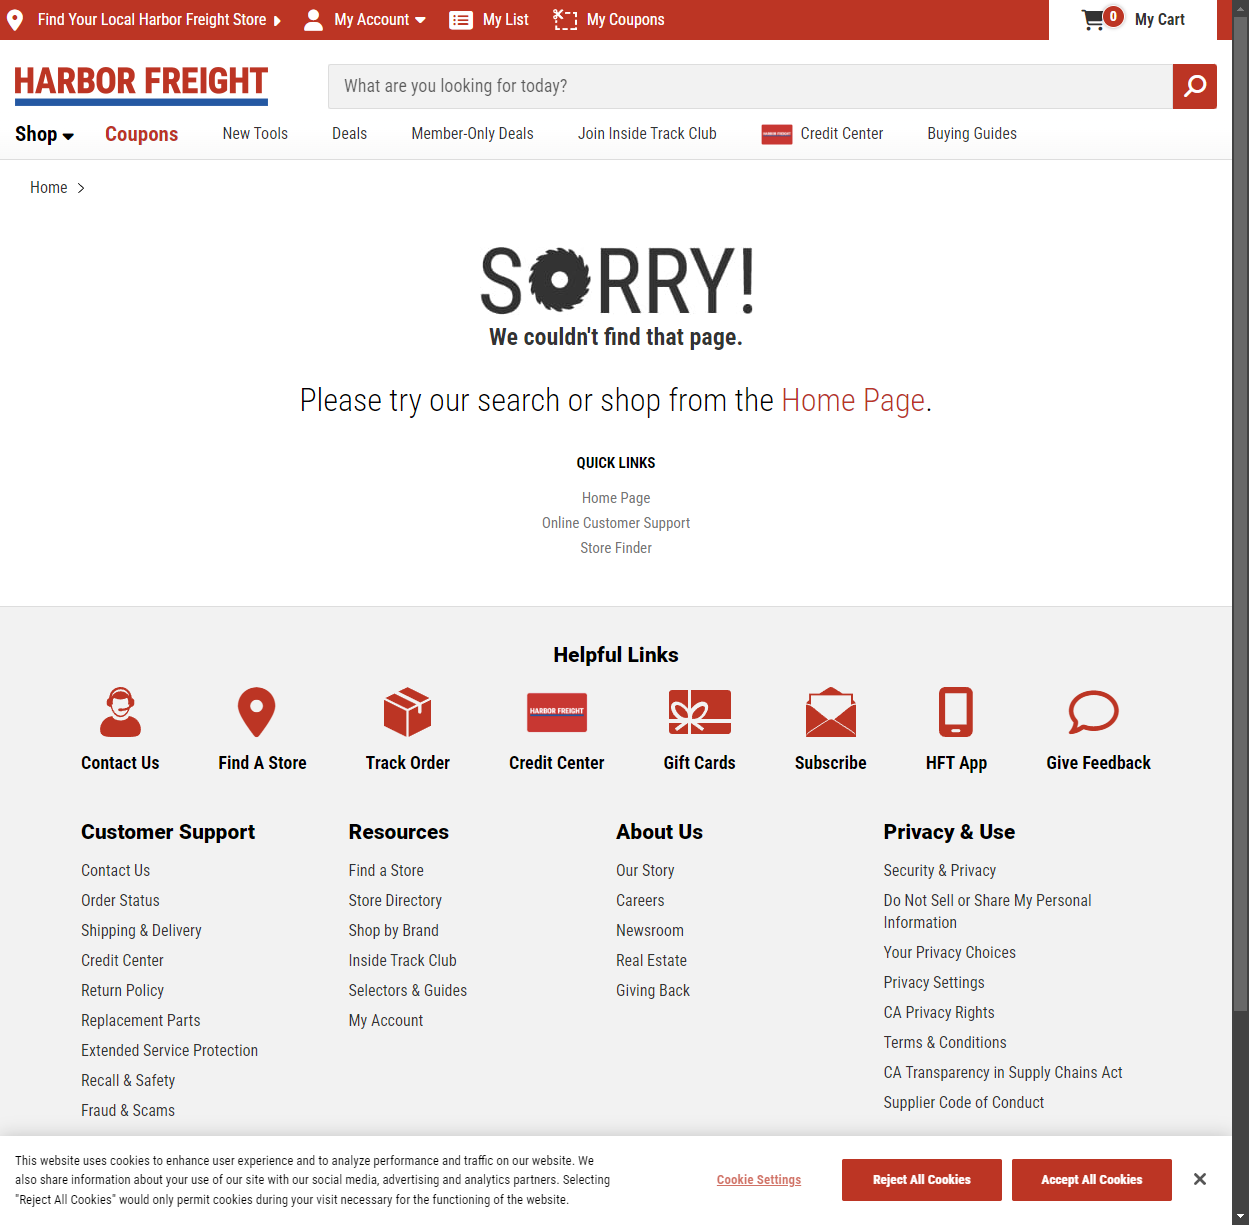 Find Your Local Harbor Freight Store
My Account
My List
My Coupons
0
My Cart
HARBOR FREIGHT
What are you looking for today?
Shop
Coupons
New Tools
Deals
Member-Only Deals
Join Inside Track Club
HARBOR FREIGHT
Credit Center
Buying Guides
Home
SORRY!
We couldn't find that page.
Please try our search or shop from the Home Page.
QUICK LINKS
Home Page
Online Customer Support
Store Finder
Helpful Links
HARBOR FREIGHT
Contact Us
Find A Store
Track Order
Credit Center
Gift Cards
Subscribe
HFT App
Give Feedback
Customer Support
Contact Us
Order Status
Shipping & Delivery
Credit Center
Return Policy
Replacement Parts
Extended Service Protection
Recall & Safety
Fraud & Scams
Resources
Find a Store
Store Directory
Shop by Brand
Inside Track Club
Selectors & Guides
My Account
About Us
Our Story
Careers
Newsroom
Real Estate
Giving Back
Privacy & Use
Security & Privacy
Do Not Sell or Share My Personal
Information
Your Privacy Choices
Privacy Settings
CA Privacy Rights
Terms & Conditions
CA Transparency in Supply Chains Act
Supplier Code of Conduct
This website uses cookies to enhance user experience and to analyze performance and traffic on our website. We
also share information about your use of our site with our social media, advertising and analytics partners. Selecting
"Reject All Cookies" would only permit cookies during your visit necessary for the functioning of the website.
Cookie Settings
Reject All Cookies
Accept All Cookies